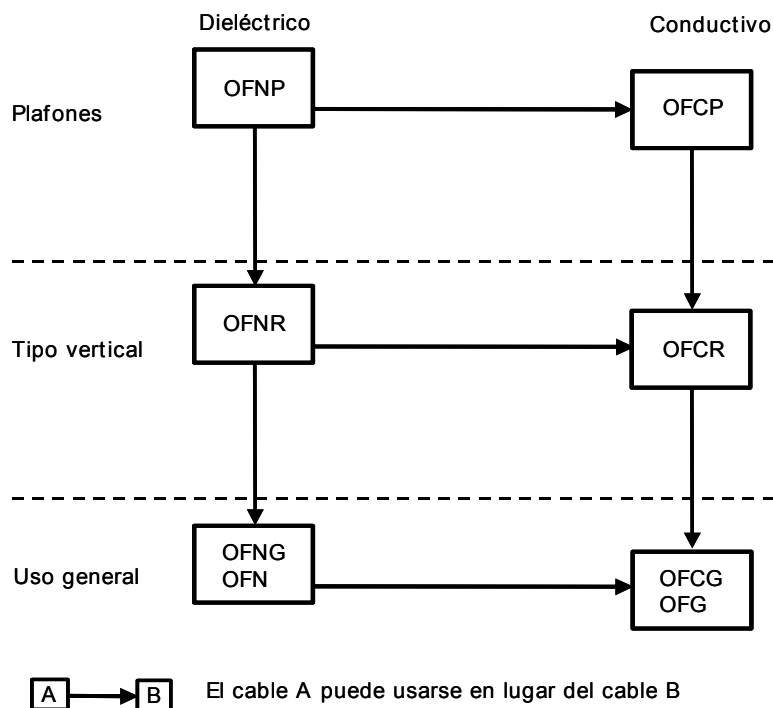 Dieléctrico
Conductivo
Plafones
OFNP
OFCP
Tipo vertical
OFNR
OFCR
Uso general
OFNG
OFN
OFCG
OFG
A
B
El cable A puede usarse en lugar del cable B